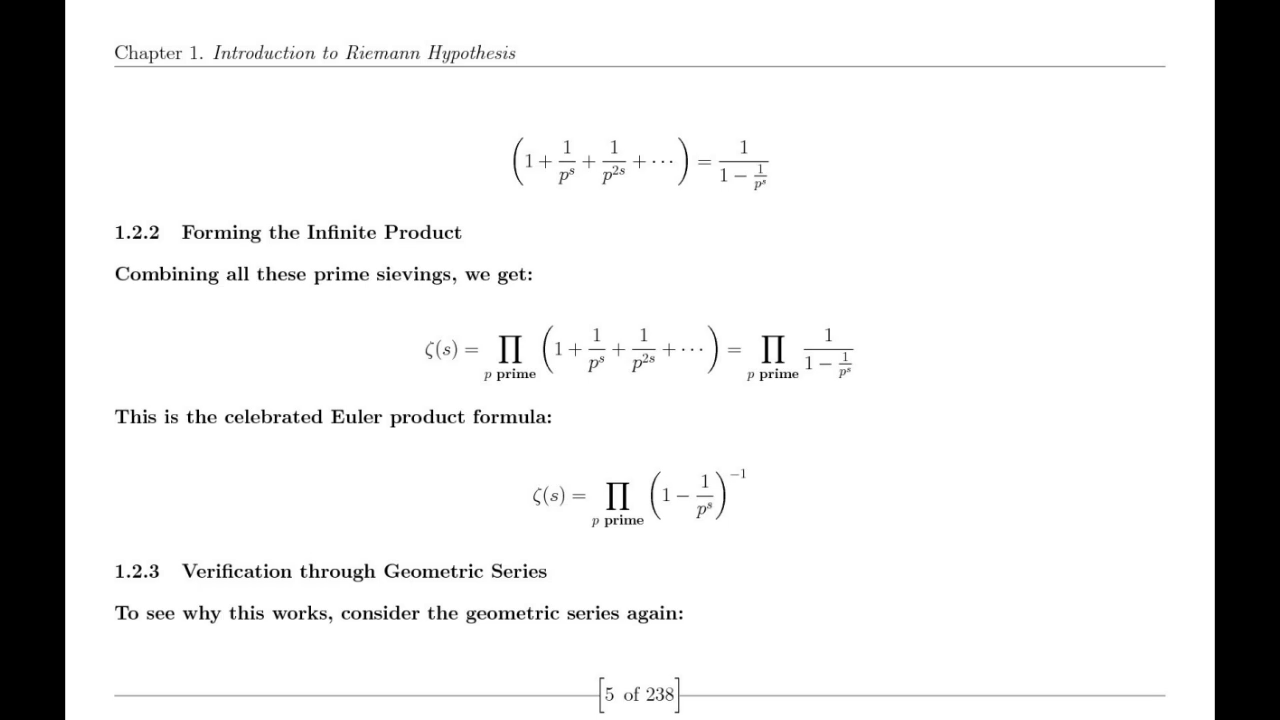 Chapter 1. Introduction to Riemann Hypothesis
(1 + 1/p^s + 1/p^{2s} + ···) = 1/(1 − 1/p^s)
1.2.2 Forming the Infinite Product
Combining all these prime sievings, we get:
ζ(s) = ∏_{p prime} (1 + 1/p^s + 1/p^{2s} + ···) = ∏_{p prime} 1/(1 − 1/p^s)
This is the celebrated Euler product formula:
ζ(s) = ∏_{p prime} (1 − 1/p^s)^{−1}
1.2.3 Verification through Geometric Series
To see why this works, consider the geometric series again:
[5 of 238]